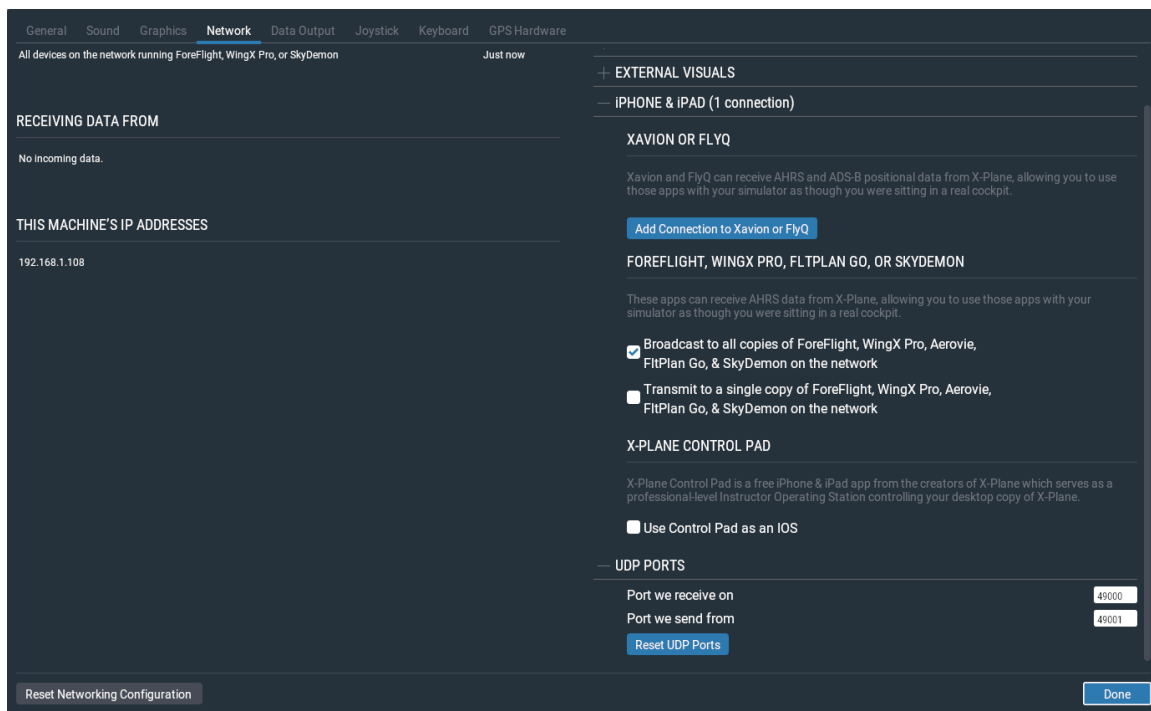 General Sound Graphics Network Data Output Joystick Keyboard GPS Hardware
All devices on the network running ForeFlight, WingX Pro, or SkyDemon Just now
RECEIVING DATA FROM
No incoming data.
THIS MACHINE'S IP ADDRESSES
192.168.1.108
EXTERNAL VISUALS
iPHONE & iPAD (1 connection)
XAVION OR FLYQ
Xavion and FlyQ can receive AHRS and ADS-B positional data from X-Plane, allowing you to use
those apps with your simulator as though you were sitting in a real cockpit.
Add Connection to Xavion or FlyQ
FOREFLIGHT, WINGX PRO, FLTPLAN GO, OR SKYDEMON
These apps can receive AHRS data from X-Plane, allowing you to use those apps with your
simulator as though you were sitting in a real cockpit.
Broadcast to all copies of ForeFlight, WingX Pro, Aerovie,
FltPlan Go, & SkyDemon on the network
Transmit to a single copy of ForeFlight, WingX Pro, Aerovie,
FltPlan Go, & SkyDemon on the network
X-PLANE CONTROL PAD
X-Plane Control Pad is a free iPhone & iPad app from the creators of X-Plane which serves as a
professional-level Instructor Operating Station controlling your desktop copy of X-Plane.
Use Control Pad as an IOS
UDP PORTS
Port we receive on 49000
Port we send from 49001
Reset UDP Ports
Reset Networking Configuration Done